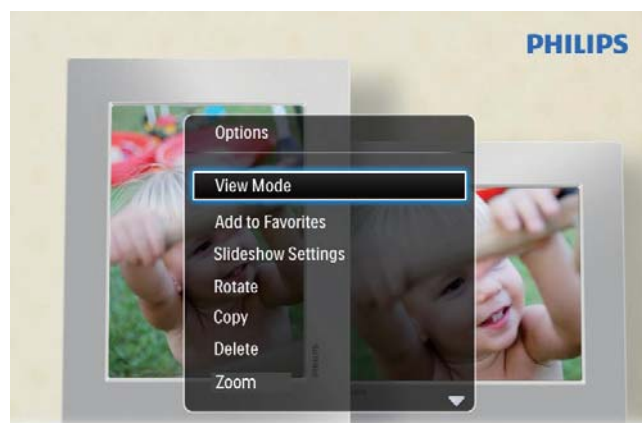 PHILIPS
Options
View Mode
Add to Favorites
Slideshow Settings
Rotate
Copy
Delete
Zoom